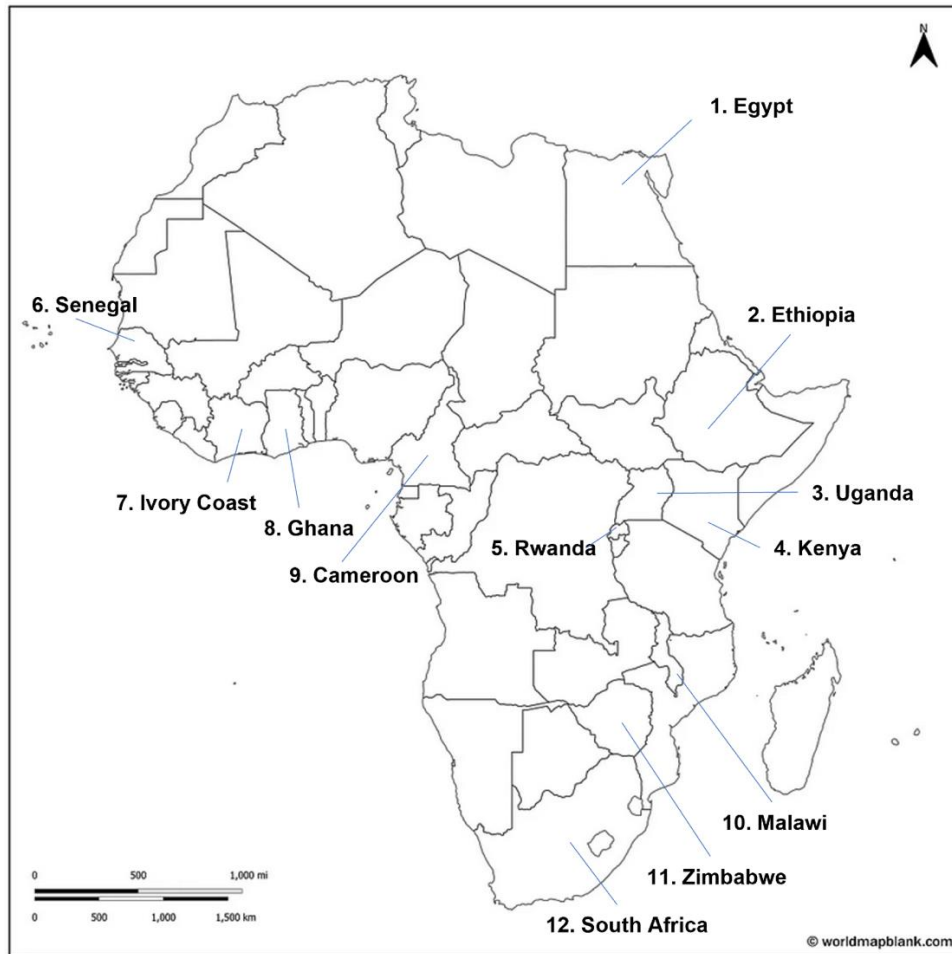 N
1. Egypt
6. Senegal
2. Ethiopia
7. Ivory Coast
3. Uganda
8. Ghana
5. Rwanda
4. Kenya
9. Cameroon
10. Malawi
11. Zimbabwe
12. South Africa
0 500 1,000 mi
0 500 1,000 1,500 km
© worldmapblank.com